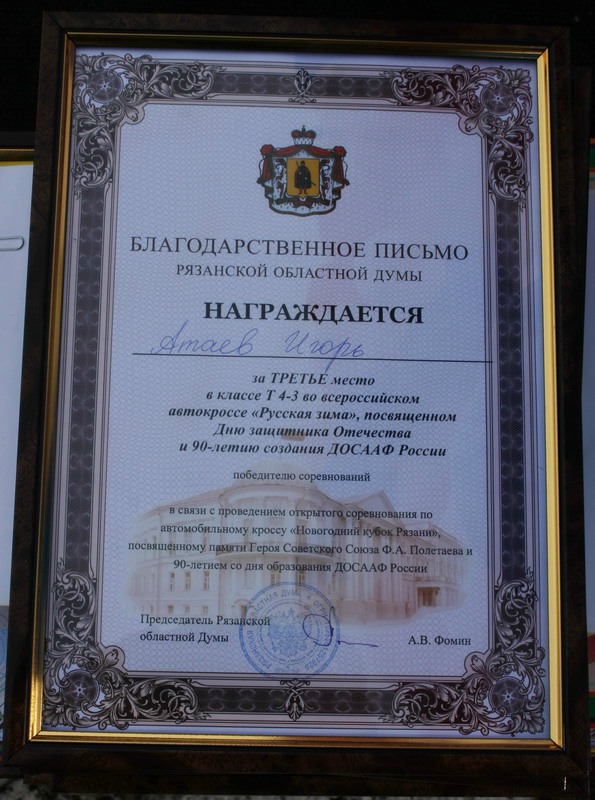 БЛАГОДАРСТВЕННОЕ ПИСЬМО
РЯЗАНСКОЙ ОБЛАСТНОЙ ДУМЫ
НАГРАЖДАЕТСЯ
Атаев Игорь
за ТРЕТЬЕ место
в классе Т 4-3 во всероссийском
автокроссе «Русская зима», посвященном
Дню защитника Отечества
и 90-летию создания ДОСААФ России
победителю соревнований
в связи с проведением открытого соревнования по
автомобильному кроссу «Новогодний кубок Рязани»,
посвященному памяти Героя Советского Союза Ф.А. Полетаева и
90-летием со дня образования ДОСААФ России
Председатель Рязанской
областной Думы
А.В. Фомин